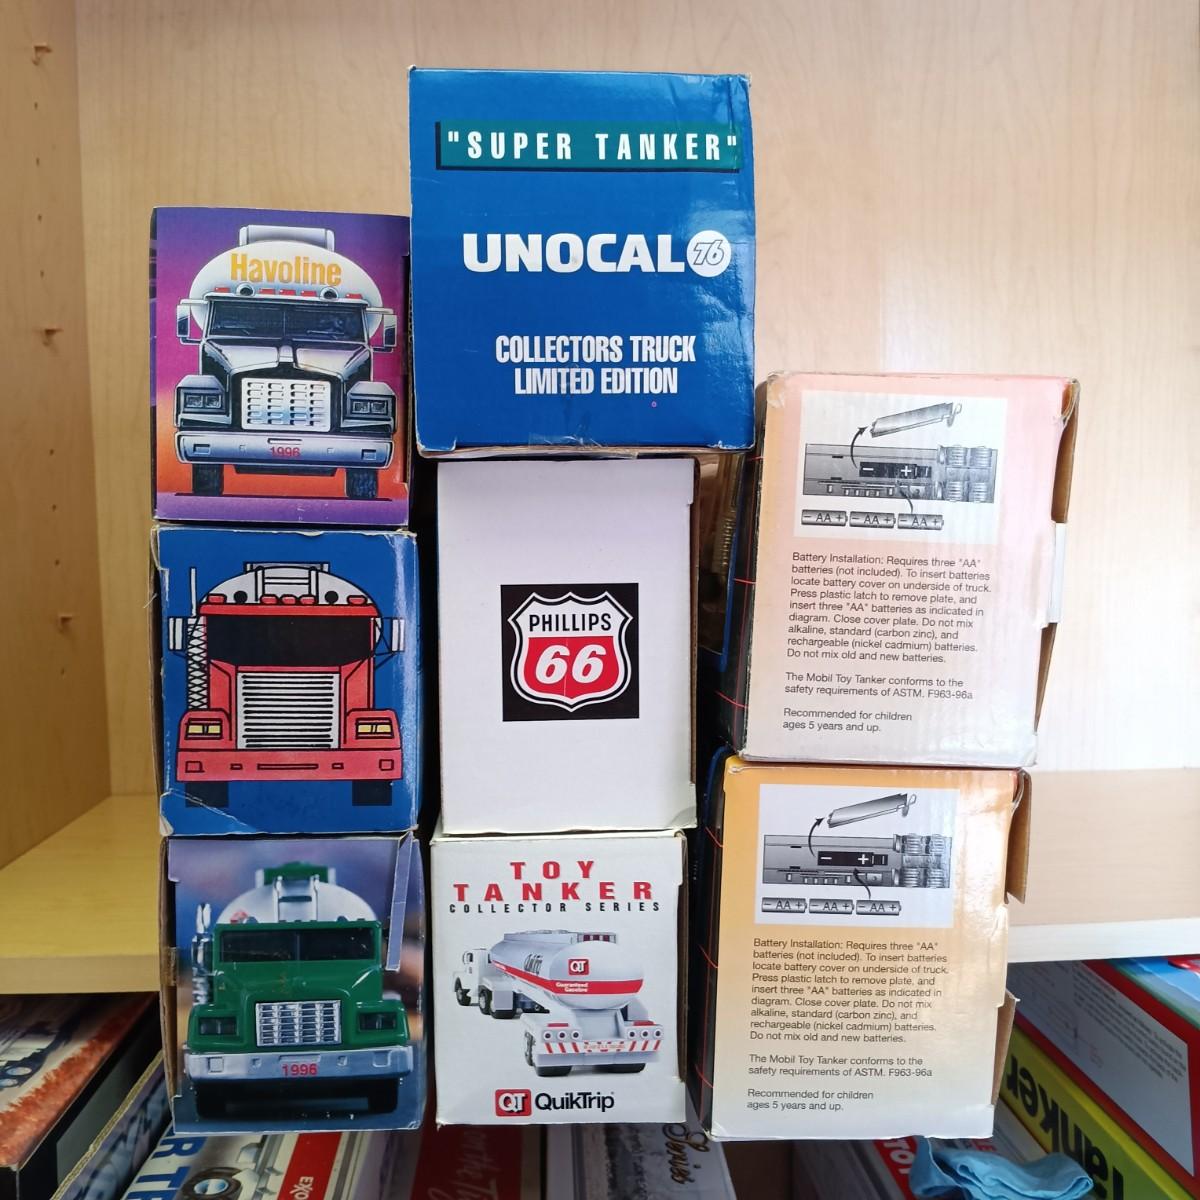 "SUPER TANKER"
UNOCAL 76
COLLECTORS TRUCK
LIMITED EDITION
Havoline
1996
PHILLIPS
66
1996
TOY
TANKER
COLLECTOR SERIES
QuikTrip
QT
Guaranteed
Gasoline
QT QuikTrip
- +
- AA + - AA + - AA +
Battery Installation: Requires three "AA"
batteries (not included). To insert batteries
locate battery cover on underside of truck.
Press plastic latch to remove plate, and
insert three "AA" batteries as indicated in
diagram. Close cover plate. Do not mix
alkaline, standard (carbon zinc), and
rechargeable (nickel cadmium) batteries.
Do not mix old and new batteries.
The Mobil Toy Tanker conforms to the
safety requirements of ASTM. F963-96a
Recommended for children
ages 5 years and up.
- +
- AA + - AA + - AA +
Battery Installation: Requires three "AA"
batteries (not included). To insert batteries
locate battery cover on underside of truck.
Press plastic latch to remove plate, and
insert three "AA" batteries as indicated in
diagram. Close cover plate. Do not mix
alkaline, standard (carbon zinc), and
rechargeable (nickel cadmium) batteries.
Do not mix old and new batteries.
The Mobil Toy Tanker conforms to the
safety requirements of ASTM. F963-96a
Recommended for children
ages 5 years and up.
EXXO
anker